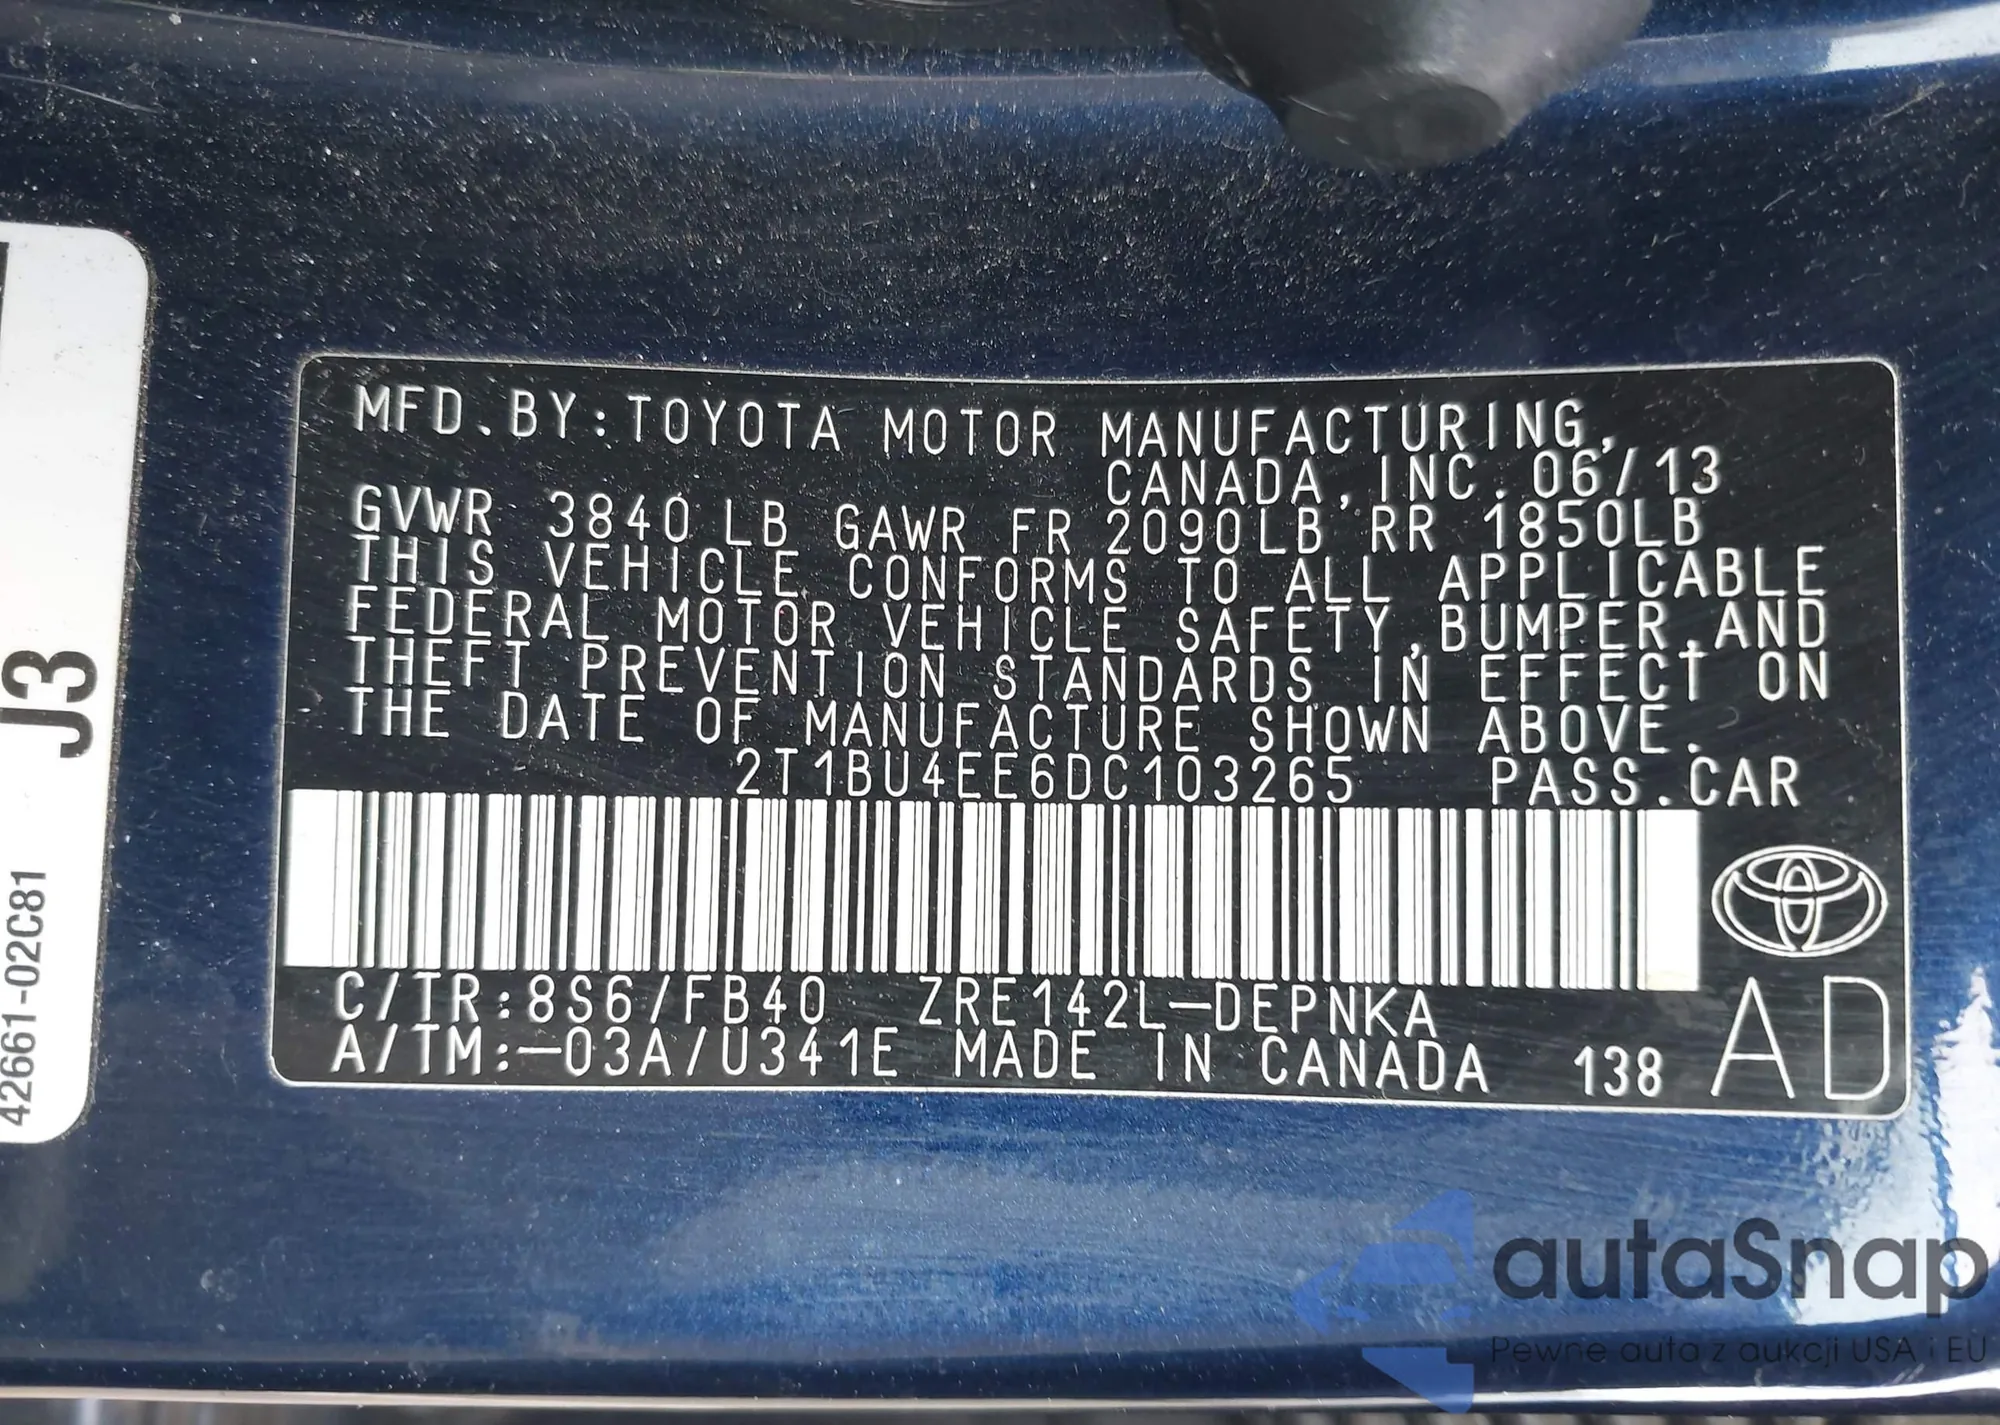 MFD.BY:TOYOTA MOTOR MANUFACTURING,
CANADA,INC.06/13
GVWR 3840LB GAWR FR 2090LB RR 1850LB
THIS VEHICLE CONFORMS TO ALL APPLICABLE
FEDERAL MOTOR VEHICLE SAFETY,BUMPER,AND
THEFT PREVENTION STANDARDS IN EFFECT ON
THE DATE OF MANUFACTURE SHOWN ABOVE.
2T1BU4EE6DC103265 PASS.CAR
C/TR:8S6/FB40 ZRE142L-DEPNKA
A/TM:-03A/U341E MADE IN CANADA 138 AD
J3
42661-02C81
autaSnap
Pewne auta z aukcji USA i EU